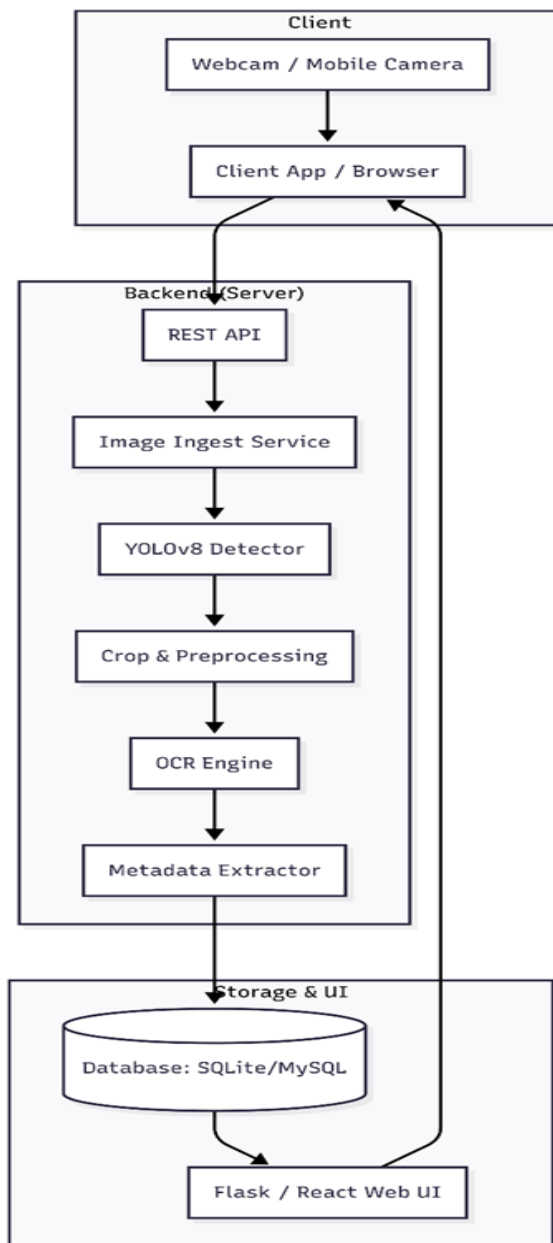 Client
Webcam / Mobile Camera
Client App / Browser
Backend (Server)
REST API
Image Ingest Service
YOLOv8 Detector
Crop & Preprocessing
OCR Engine
Metadata Extractor
Storage & UI
Database: SQLite/MySQL
Flask / React Web UI